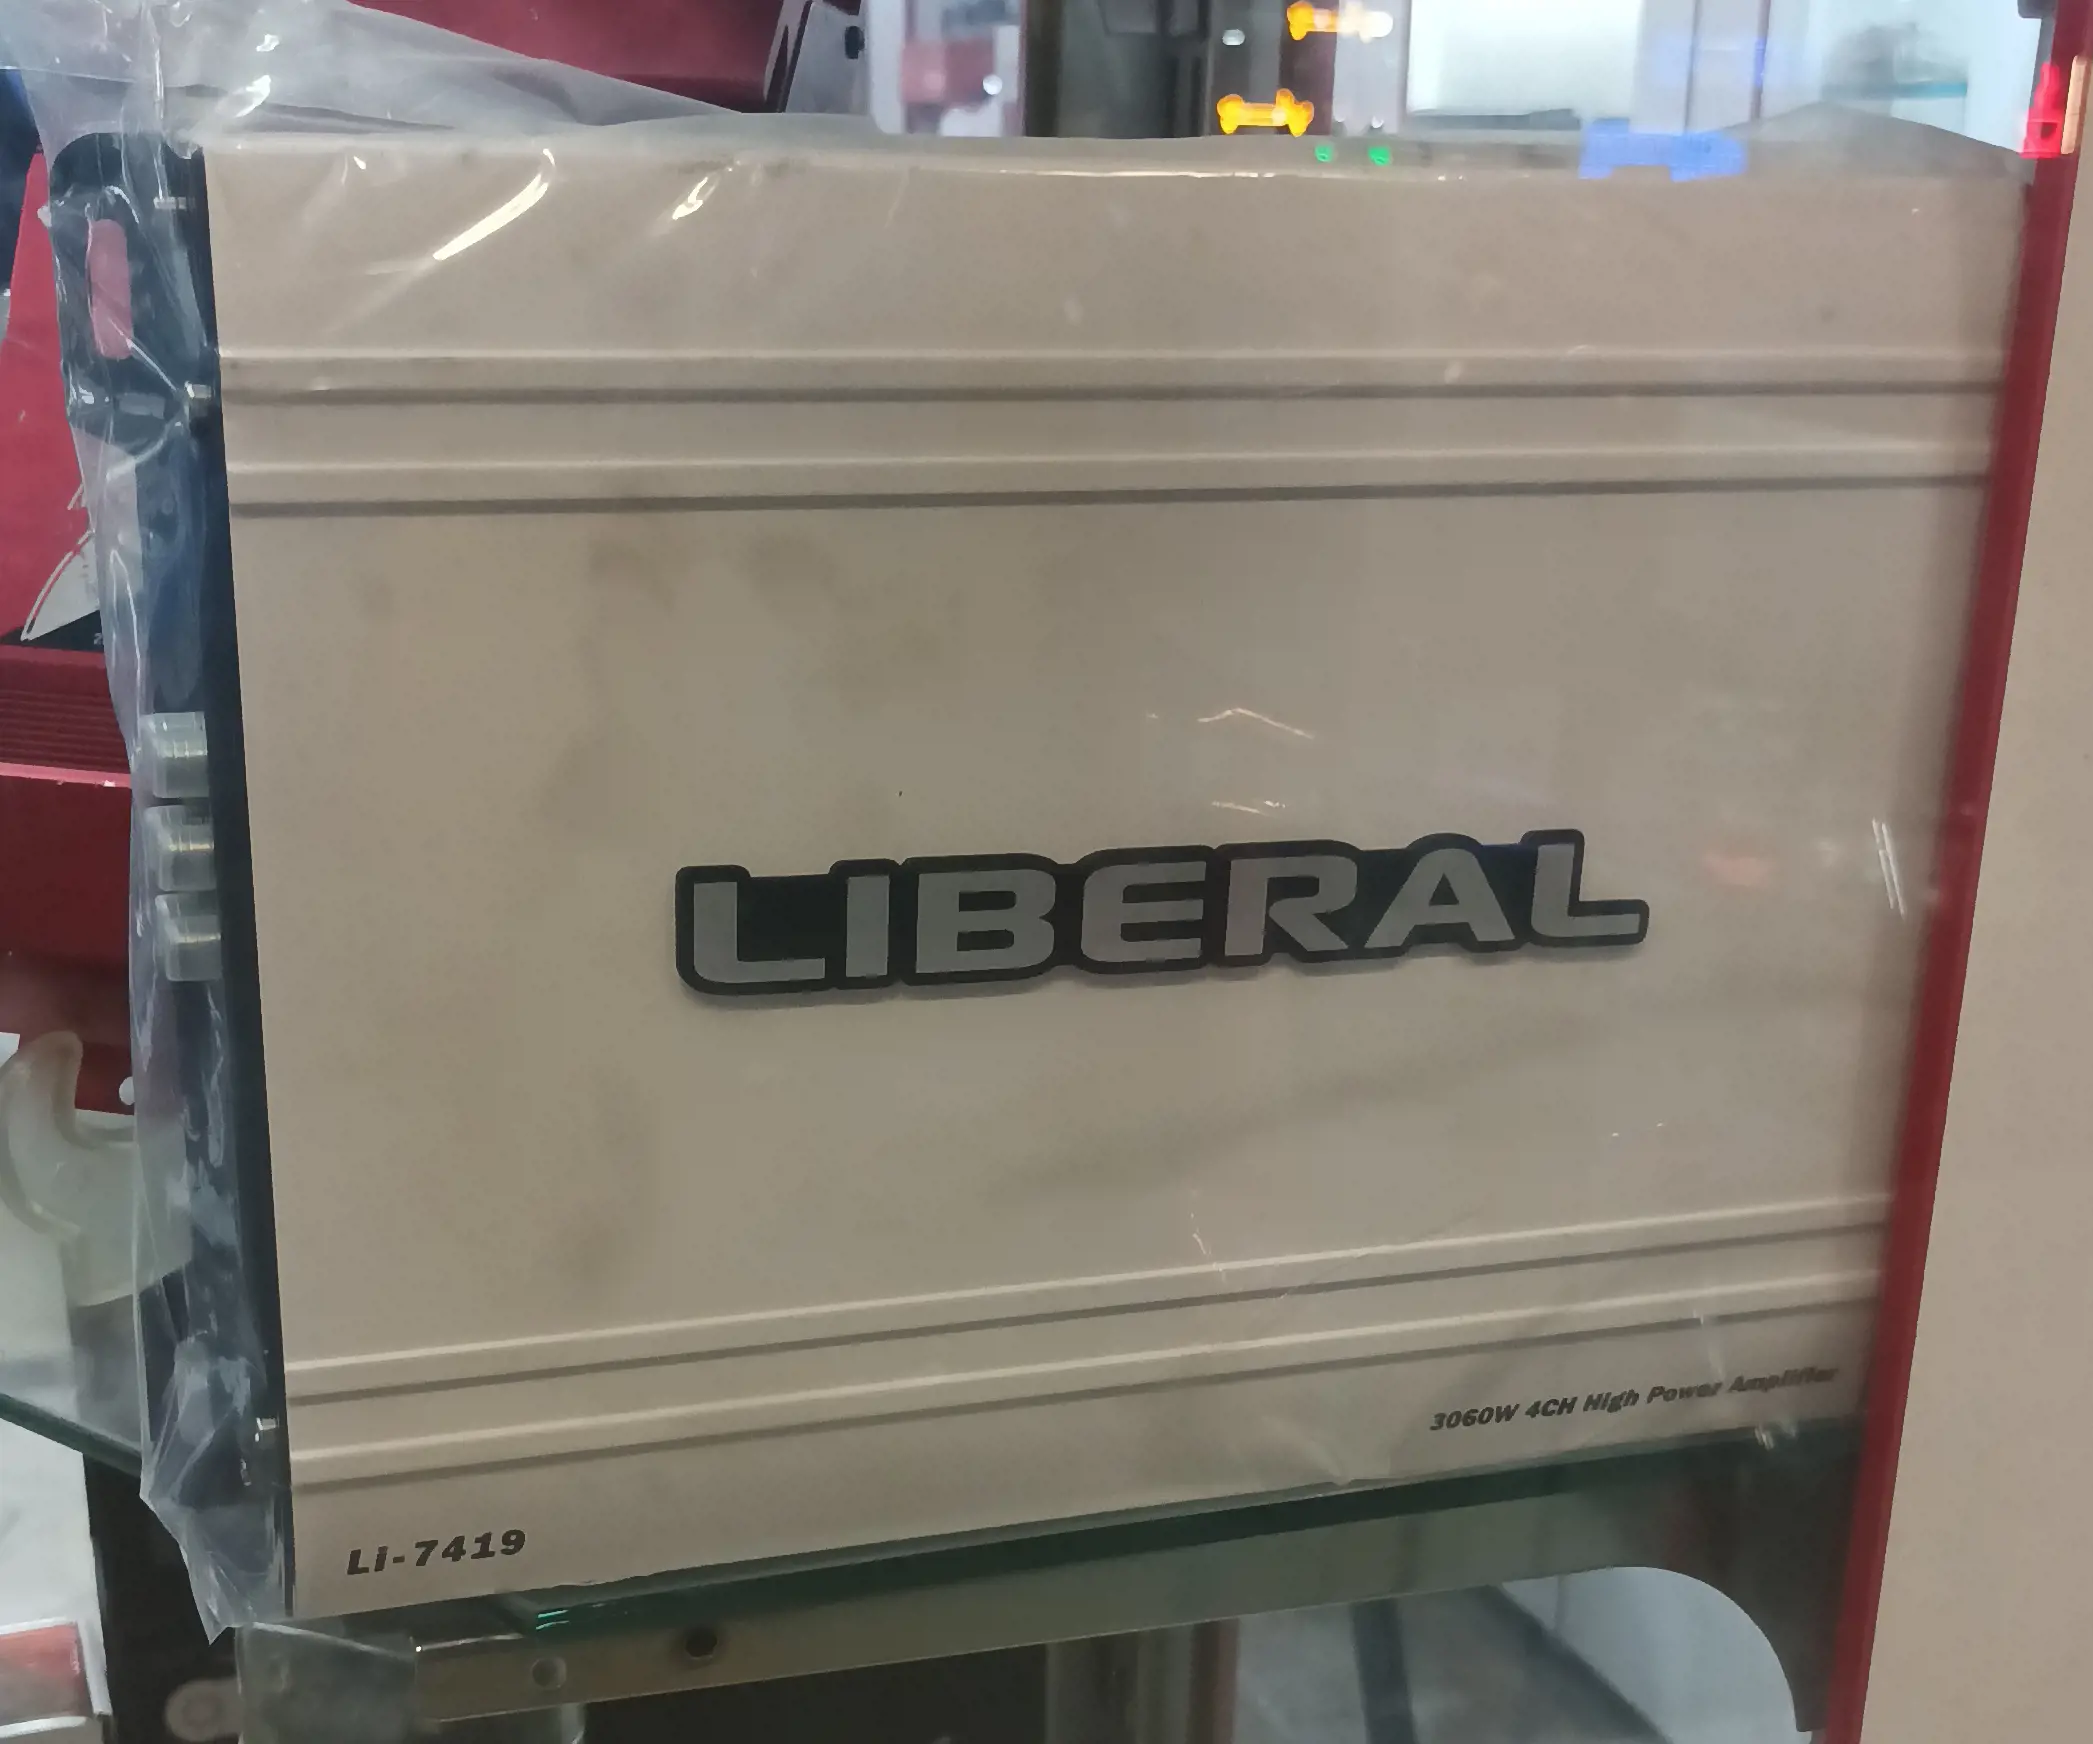 LIBERAL
3060W 4CH High Power Amplifier
Li-7419